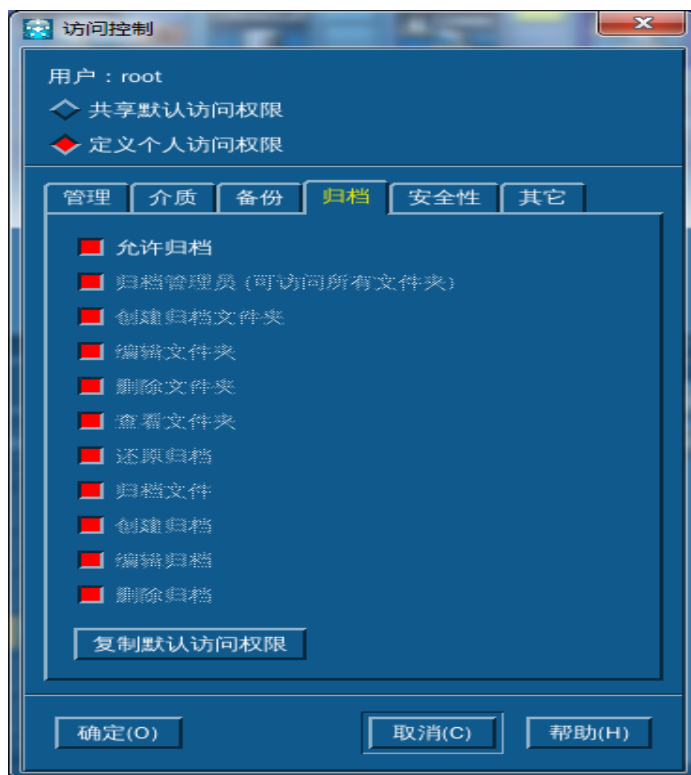 访问控制
用户：root
共享默认访问权限
定义个人访问权限
管理 介质 备份 归档 安全性 其它
允许归档
归档管理员 (可访问所有文件夹)
创建归档文件夹
编辑文件夹
删除文件夹
查看文件夹
还原归档
归档文件
创建归档
编辑归档
删除归档
复制默认访问权限
确定(O) 取消(C) 帮助(H)